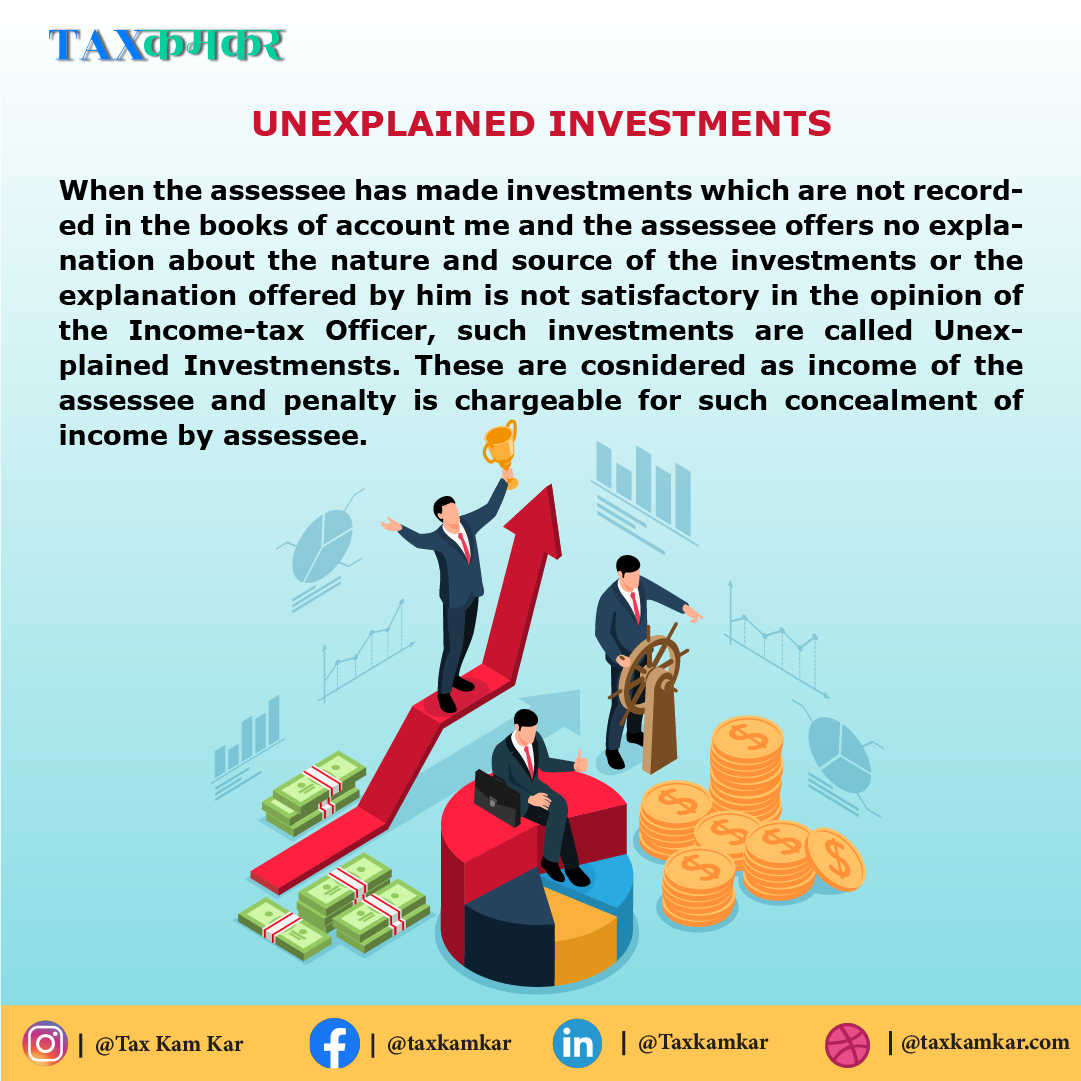 TAXकमकर
UNEXPLAINED INVESTMENTS
When the assessee has made investments which are not record-
ed in the books of account me and the assessee offers no expla-
nation about the nature and source of the investments or the
explanation offered by him is not satisfactory in the opinion of
the Income-tax Officer, such investments are called Unex-
plained Investmensts. These are cosnidered as income of the
assessee and penalty is chargeable for such concealment of
income by assessee.
| @Tax Kam Kar | @taxkamkar | @Taxkamkar | @taxkamkar.com